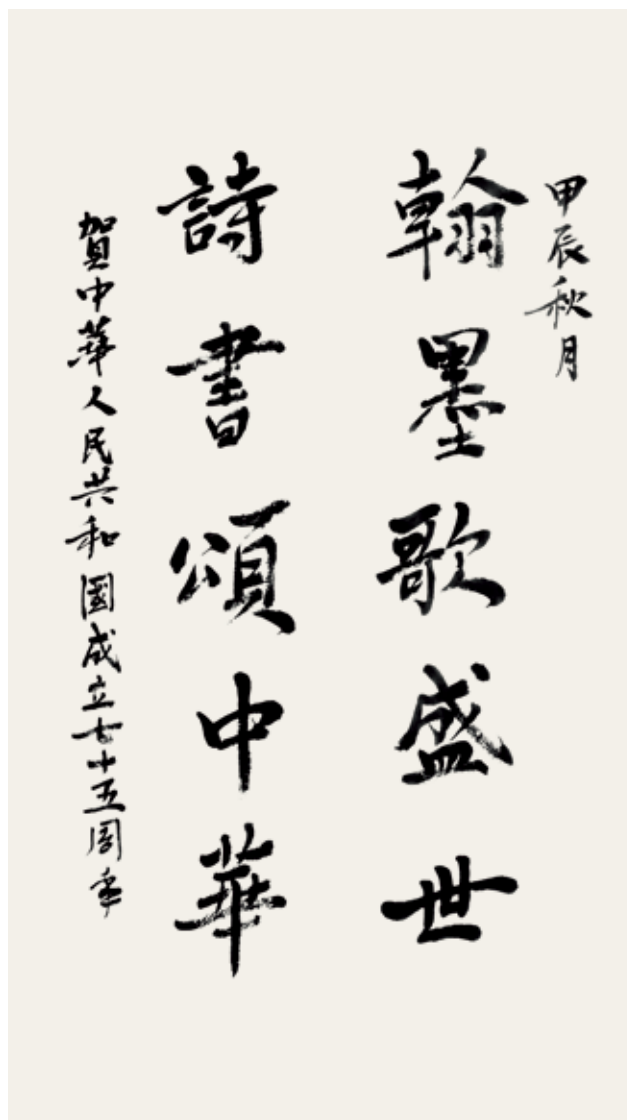 甲辰秋月
翰墨歌盛世
詩書頌中華
賀中華人民共和國成立七十五周年